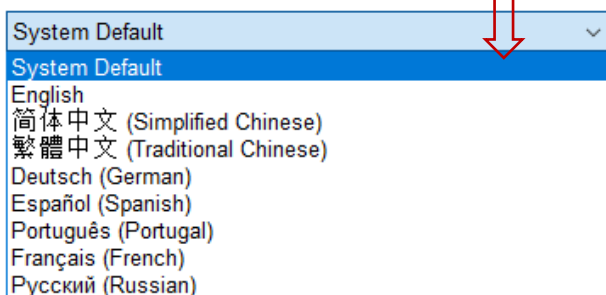 System Default
System Default
English
简体中文 (Simplified Chinese)
繁體中文 (Traditional Chinese)
Deutsch (German)
Español (Spanish)
Português (Portugal)
Français (French)
Русский (Russian)